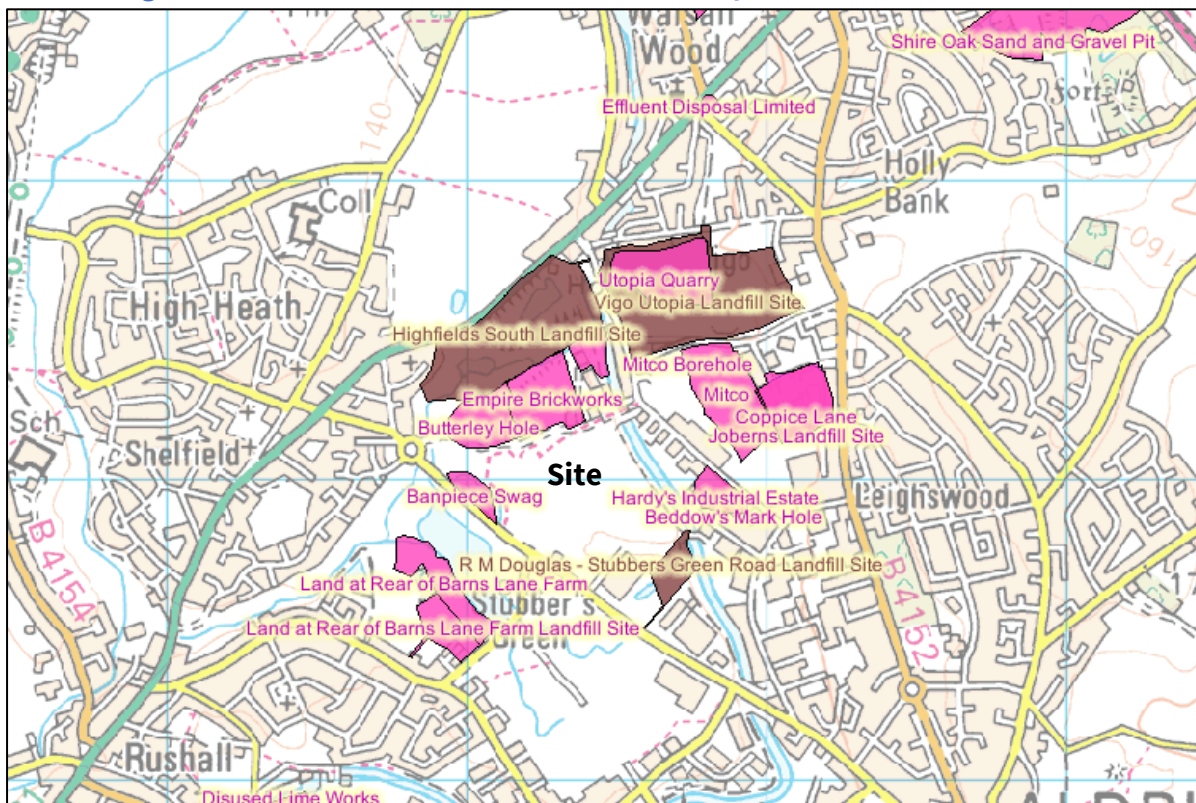 Walsall
Wood
Shire Oak Sand and Gravel Pit
Fort
Effluent Disposal Limited
140
Holly
Bank
Coll
160
Utopia Quarry
Vigo Utopia Landfill Site
High Heath
Highfields South Landfill Site
Mitco Borehole
Empire Brickworks
Mitco
Butterley Hole
Coppice Lane
Joberns Landfill Site
Sch
Shelfield
Site
Banpiece Swag
Hardy's Industrial Estate
Leighswood
Beddow's Mark Hole
B 4154
R M Douglas - Stubbers Green Road Landfill Site
Land at Rear of Barns Lane Farm
Stubber's
Green
Land at Rear of Barns Lane Farm Landfill Site
B 4152
Rushall
Disused Lime Works